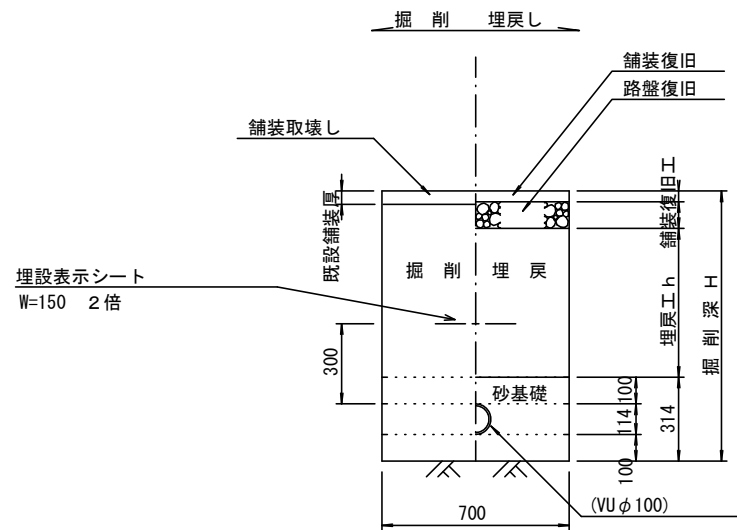 掘 削 埋戻し
舗装復旧
路盤復旧
舗装取壊し
既設舗装厚
舗装復旧工
掘 削 埋 戻
埋設表示シート
W=150 2倍
埋戻工 h
掘 削 深 H
300
砂基礎
100
114
314
100
(VUφ100)
700